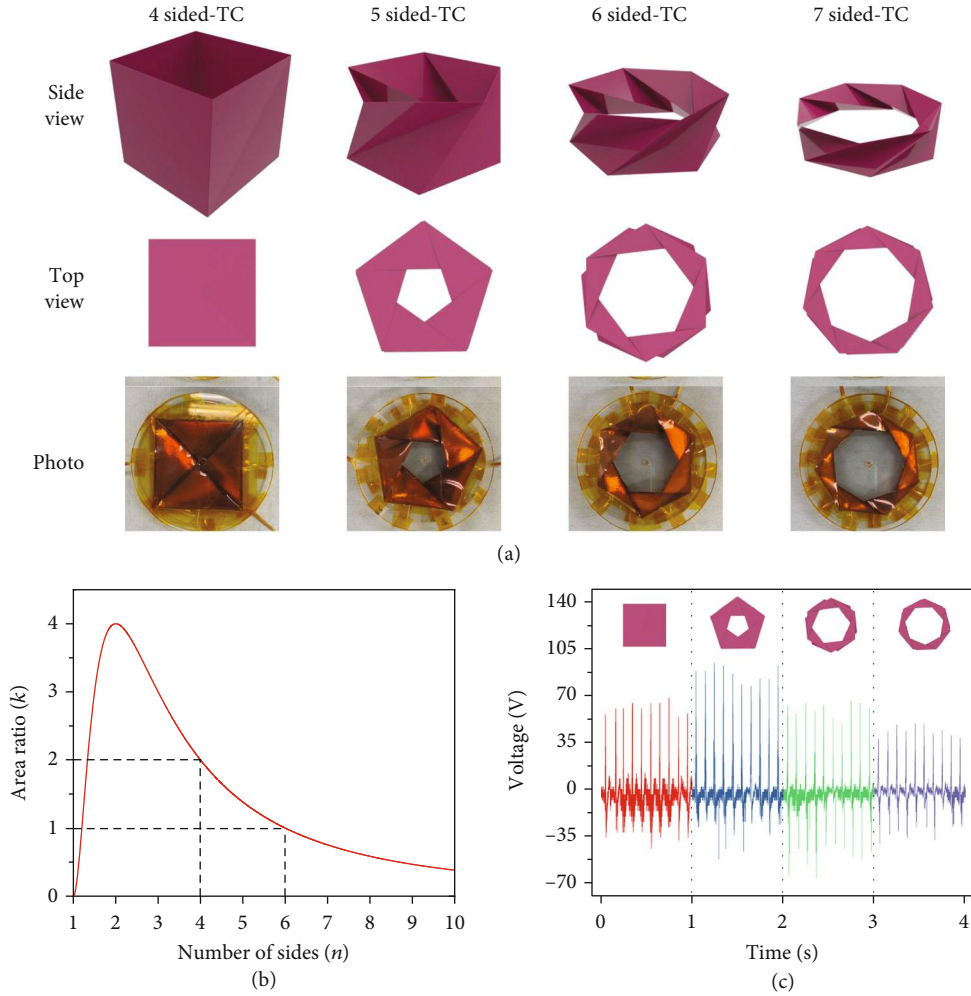 4 sided-TC 5 sided-TC 6 sided-TC 7 sided-TC
Side
view
Top
view
Photo
(a)
4
3
2
1
0
Area ratio (k)
1 2 3 4 5 6 7 8 9 10
Number of sides (n)
(b)
140
105
70
35
0
−35
−70
Voltage (V)
0 1 2 3 4
Time (s)
(c)